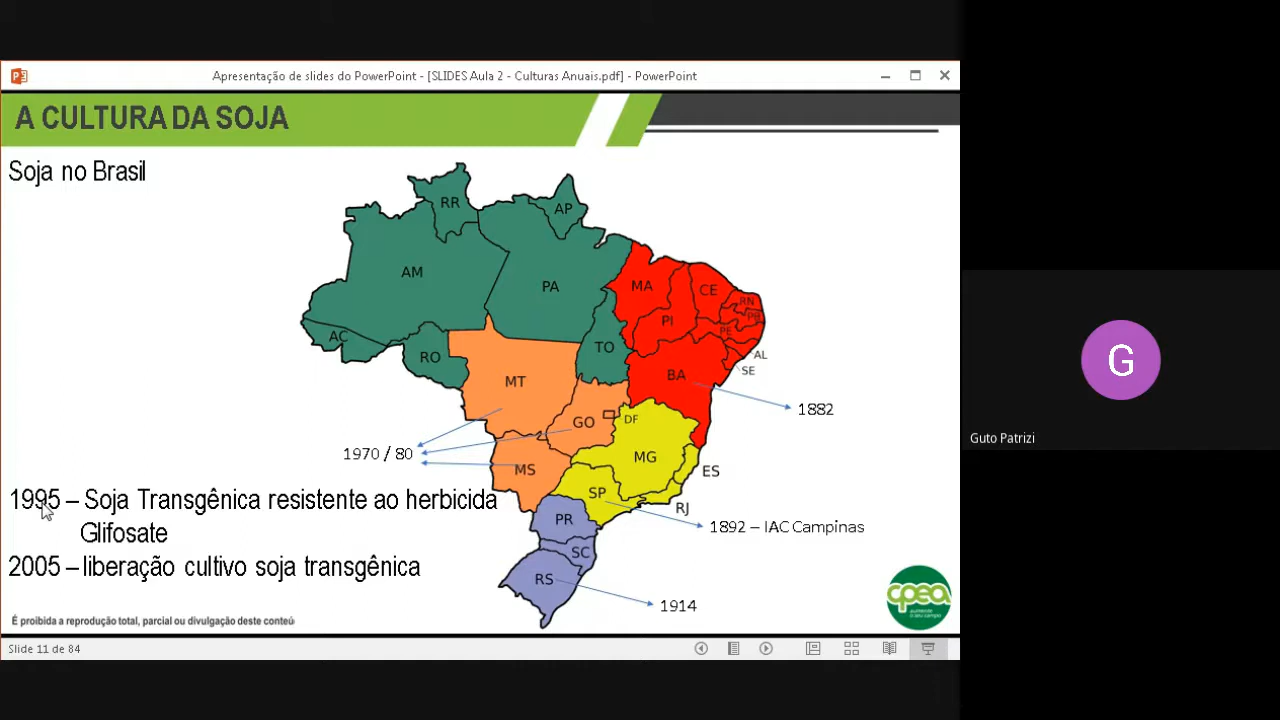 Apresentação de slides do PowerPoint - [SLIDES Aula 2 - Culturas Anuais.pdf] - PowerPoint
A CULTURA DA SOJA
Soja no Brasil
RR
AP
AM
PA
MA
CE
RN
PB
PI
PE
AC
RO
TO
AL
SE
MT
BA
1882
GO
DF
1970 / 80
MS
MG
ES
SP
RJ
1995 – Soja Transgênica resistente ao herbicida
Glifosate
PR
1892 – IAC Campinas
SC
2005 – liberação cultivo soja transgênica
RS
1914
cpea
É proibida a reprodução total, parcial ou divulgação deste conteú
Slide 11 de 84
G
Guto Patrizi